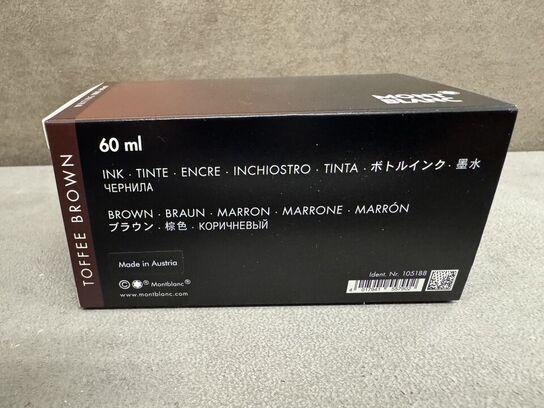 MONT
BLANC
TOFFEE BROWN
60 ml
INK · TINTE · ENCRE · INCHIOSTRO · TINTA · ボトルインク · 墨水
ЧЕРНИЛА
BROWN · BRAUN · MARRON · MARRONE · MARRÓN
ブラウン · 棕色 · КОРИЧНЕВЫЙ
Made in Austria
© ® Montblanc®
www.montblanc.com
Ident. Nr. 105188